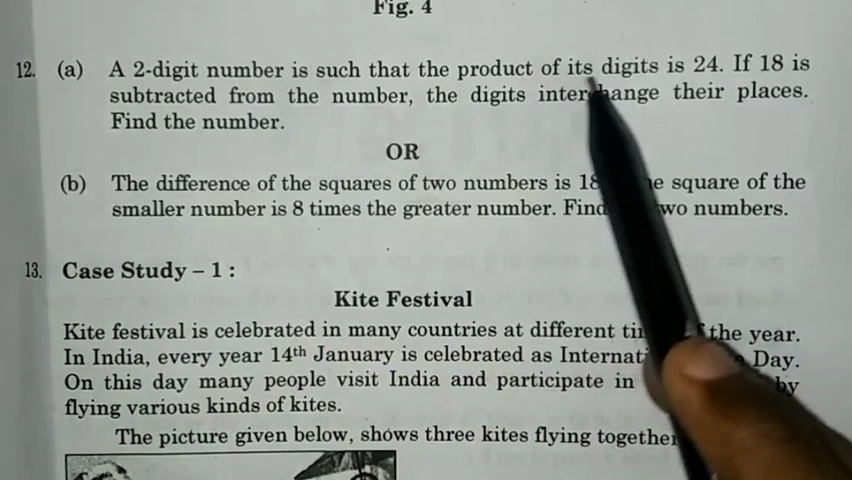 Fig. 4
12. (a) A 2-digit number is such that the product of its digits is 24. If 18 is
subtracted from the number, the digits interchange their places.
Find the number.
OR
(b) The difference of the squares of two numbers is 18 square of the
smaller number is 8 times the greater number. Find two numbers.
13. Case Study – 1 :
Kite Festival
Kite festival is celebrated in many countries at different of the year.
In India, every year 14th January is celebrated as Day.
On this day many people visit India and participate in by
flying various kinds of kites.
The picture given below, shows three kites flying together